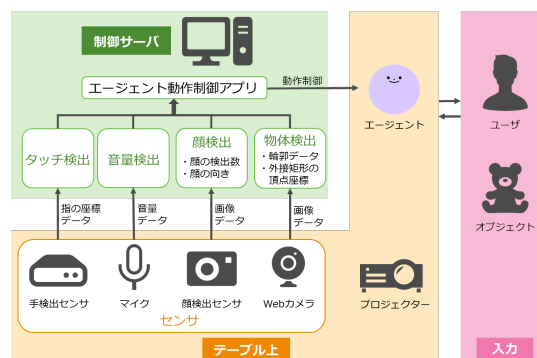 制御サーバ
エージェント動作制御アプリ
動作制御
エージェント
ユーザ
タッチ検出
音量検出
顔検出
・顔の検出数
・顔の向き
物体検出
・輪郭データ
・外接矩形の
頂点座標
オブジェクト
指の座標
データ
音量
データ
画像
データ
画像
データ
手検出センサ
マイク
顔検出センサ
Webカメラ
プロジェクター
センサ
テーブル上
入力